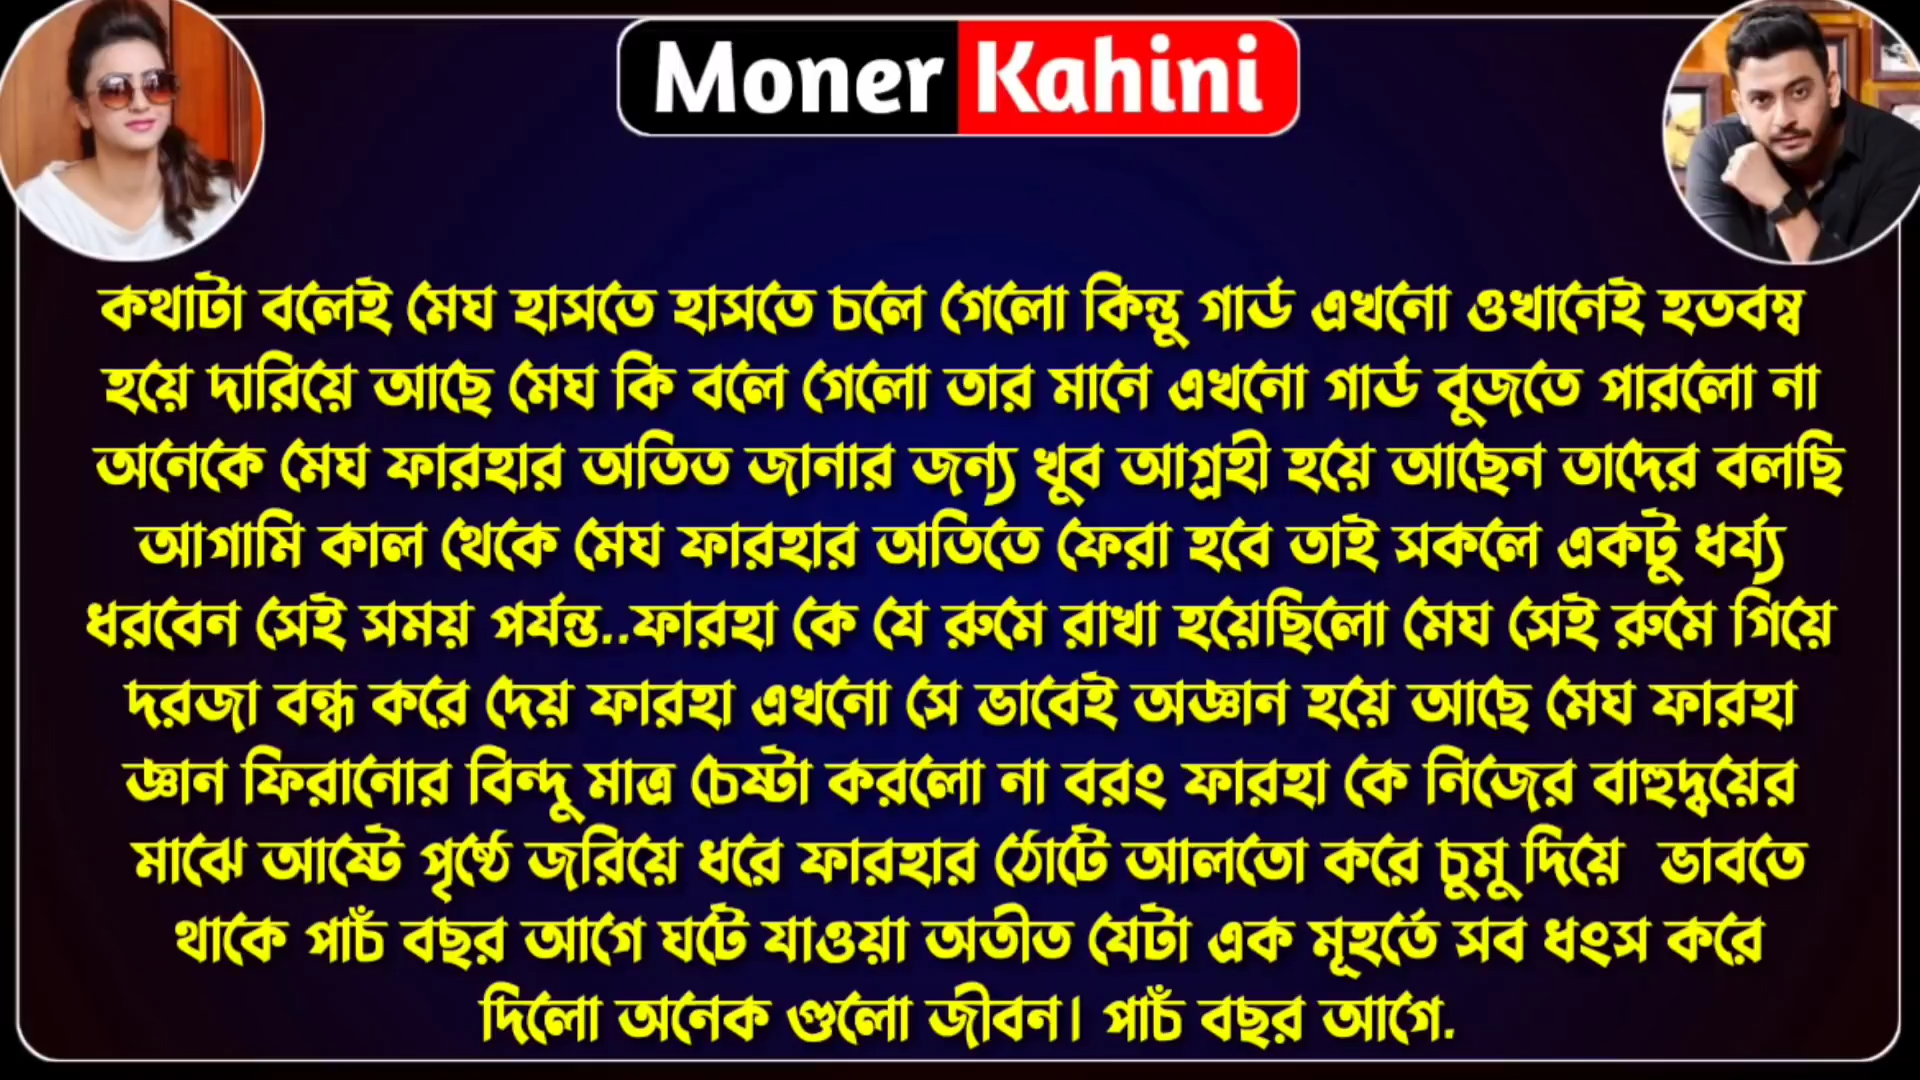 Moner Kahini
কথাটা বলেই মেঘ হাসতে হাসতে চলে গেলো কিন্তু গার্ড এখনো ওখানেই হতবম্ব
হয়ে দারিয়ে আছে মেঘ কি বলে গেলো তার মানে এখনো গার্ড বুজতে পারলো না
অনেকে মেঘ ফারহার অতিত জানার জন্য খুব আগ্রহী হয়ে আছেন তাদের বলছি
আগামি কাল থেকে মেঘ ফারহার অতিতে ফেরা হবে তাই সকলে একটু ধর্য্য
ধরবেন সেই সময় পর্যন্ত..ফারহা কে যে রুমে রাখা হয়েছিলো মেঘ সেই রুমে গিয়ে
দরজা বন্ধ করে দেয় ফারহা এখনো সে ভাবেই অজ্ঞান হয়ে আছে মেঘ ফারহা
জ্ঞান ফিরানোর বিন্দু মাত্র চেষ্টা করলো না বরং ফারহা কে নিজের বাহুদ্বয়ের
মাঝে আষ্টে পৃষ্ঠে জরিয়ে ধরে ফারহার ঠোটে আলতো করে চুমু দিয়ে ভাবতে
থাকে পাচঁ বছর আগে ঘটে যাওয়া অতীত যেটা এক মূহর্তে সব ধংস করে
দিলো অনেক গুলো জীবন। পাচঁ বছর আগে.